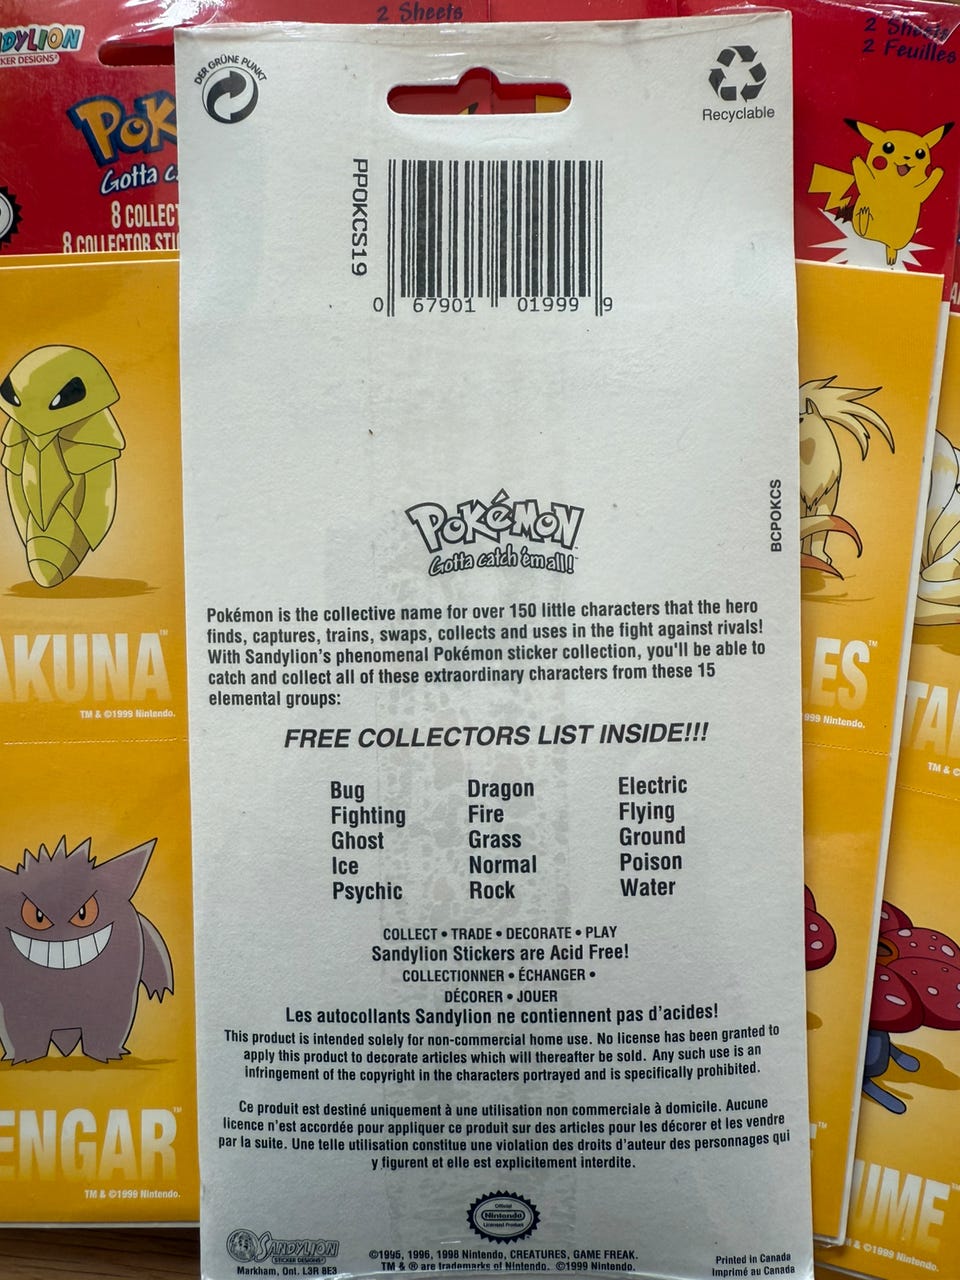 2 Sheets
2 Sheets
2 Feuilles
DYLION
KER DESIGNS
Gotta
8 COLLECT
8 COLLECTOR STI
DER GRÜNE PUNKT
Recyclable
PPOKCS19
0 67901 01999 9
BCPOKCS
POKéMON
Gotta catch 'em all!
Pokémon is the collective name for over 150 little characters that the hero
finds, captures, trains, swaps, collects and uses in the fight against rivals!
With Sandylion's phenomenal Pokémon sticker collection, you'll be able to
catch and collect all of these extraordinary characters from these 15
elemental groups:
FREE COLLECTORS LIST INSIDE!!!
Bug Dragon Electric
Fighting Fire Flying
Ghost Grass Ground
Ice Normal Poison
Psychic Rock Water
COLLECT • TRADE • DECORATE • PLAY
Sandylion Stickers are Acid Free!
COLLECTIONNER • ÉCHANGER •
DÉCORER • JOUER
Les autocollants Sandylion ne contiennent pas d'acides!
This product is intended solely for non-commercial home use. No license has been granted to
apply this product to decorate articles which will thereafter be sold. Any such use is an
infringement of the copyright in the characters portrayed and is specifically prohibited.
Ce produit est destiné uniquement à une utilisation non commerciale à domicile. Aucune
licence n'est accordée pour appliquer ce produit sur des articles pour les décorer et les vendre
par la suite. Une telle utilisation constitue une violation des droits d'auteur des personnages qui
y figurent et elle est explicitement interdite.
Official
Nintendo
Licensed Product
SANDYLION
STICKER DESIGNS
Markham, Ont. L3R 8E3
©1995, 1996, 1998 Nintendo, CREATURES, GAME FREAK.
TM & ® are trademarks of Nintendo. ©1999 Nintendo.
Printed in Canada
Imprimé au Canada
AKUNA™
TM & ©1999 Nintendo.
ENGAR™
TM & ©1999 Nintendo.
ES™
999 Nintendo.
TA
TM & ©
UME™
& ©1999 Nintendo.